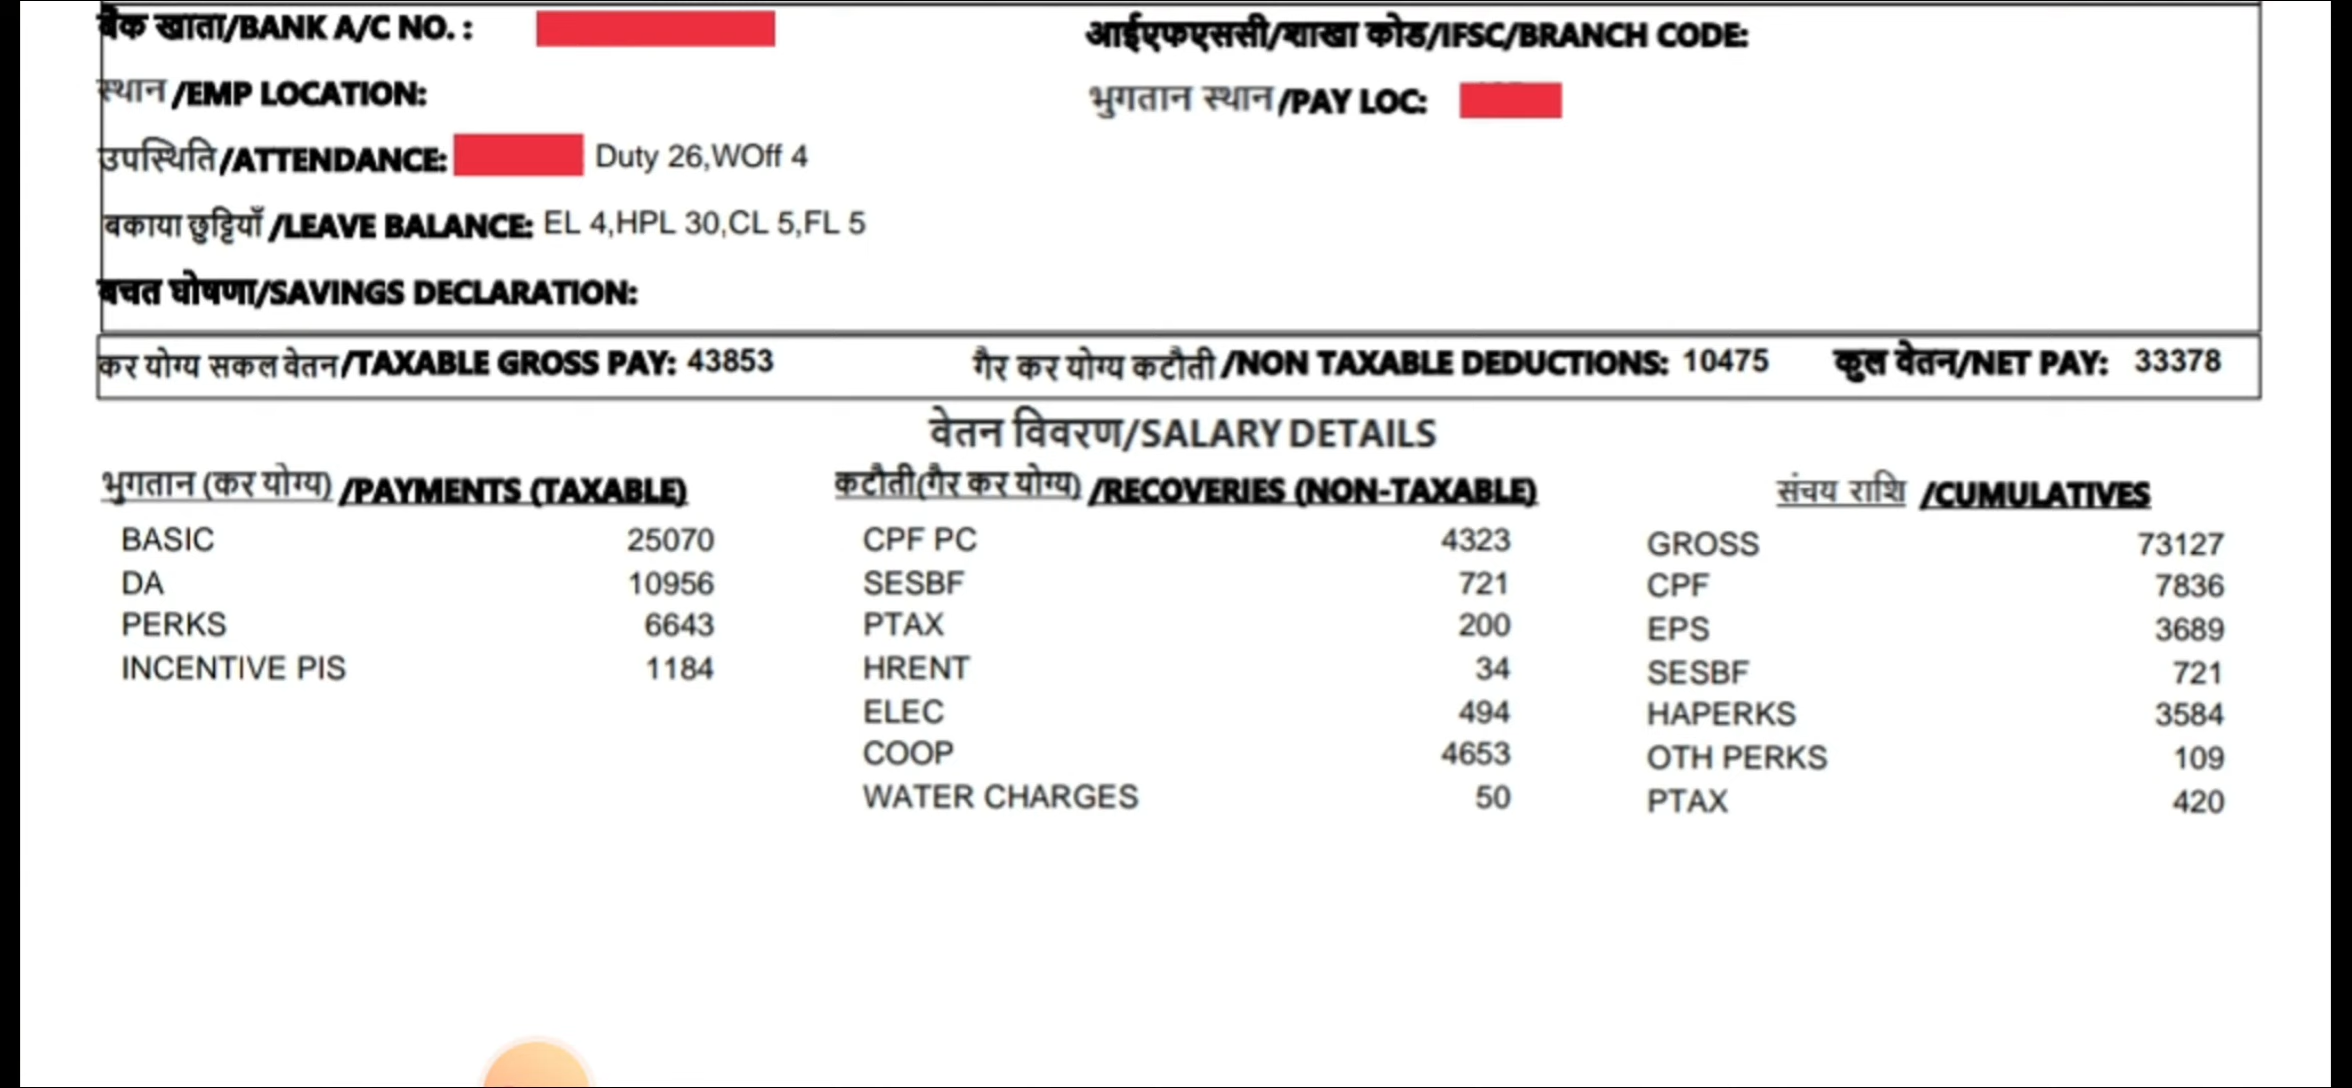 बैंक खाता/BANK A/C NO. :
आईएफएससी/शाखा कोड/IFSC/BRANCH CODE:
स्थान /EMP LOCATION:
भुगतान स्थान /PAY LOC:
उपस्थिति /ATTENDANCE: Duty 26,WOff 4
बकाया छुट्टियाँ /LEAVE BALANCE: EL 4,HPL 30,CL 5,FL 5
बचत घोषणा/SAVINGS DECLARATION:
कर योग्य सकल वेतन /TAXABLE GROSS PAY: 43853 गैर कर योग्य कटौती /NON TAXABLE DEDUCTIONS: 10475 कुल वेतन/NET PAY: 33378
वेतन विवरण/SALARY DETAILS
भुगतान (कर योग्य) /PAYMENTS (TAXABLE) कटौती(गैर कर योग्य) /RECOVERIES (NON-TAXABLE) संचय राशि /CUMULATIVES
BASIC 25070 CPF PC 4323 GROSS 73127
DA 10956 SESBF 721 CPF 7836
PERKS 6643 PTAX 200 EPS 3689
INCENTIVE PIS 1184 HRENT 34 SESBF 721
ELEC 494 HAPERKS 3584
COOP 4653 OTH PERKS 109
WATER CHARGES 50 PTAX 420